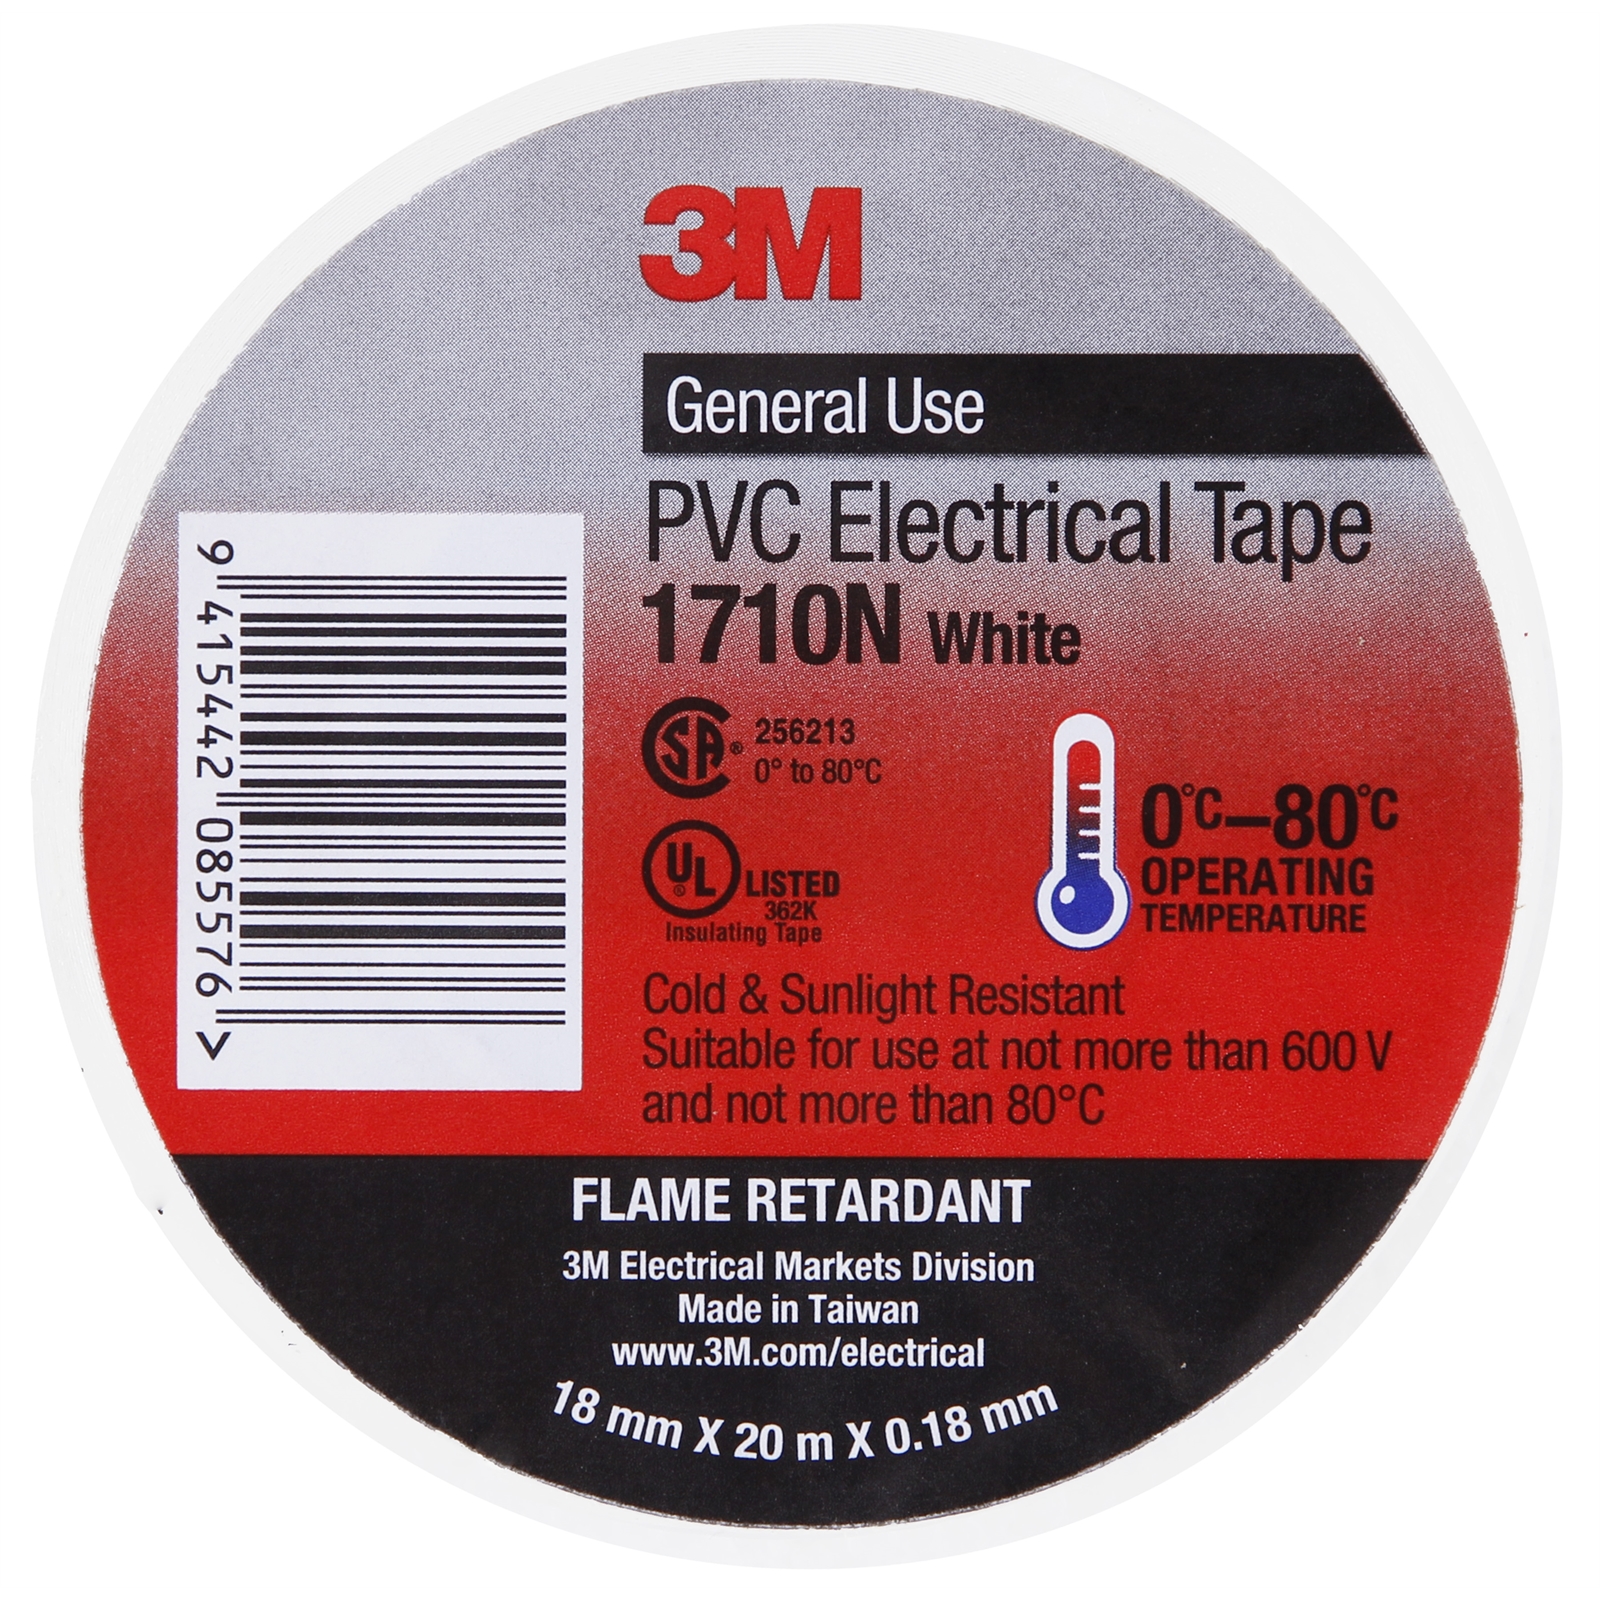 3M
General Use
PVC Electrical Tape
1710N White
9 415442 085576 >
SA® 256213
0° to 80°C
UL® LISTED
362K
Insulating Tape
0°C–80°C
OPERATING
TEMPERATURE
Cold & Sunlight Resistant
Suitable for use at not more than 600 V
and not more than 80°C
FLAME RETARDANT
3M Electrical Markets Division
Made in Taiwan
www.3M.com/electrical
18 mm X 20 m X 0.18 mm